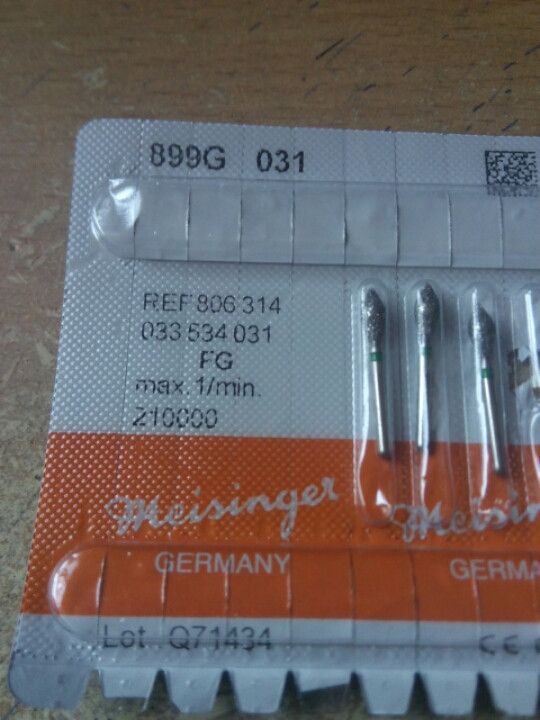 899G 031
REF 806 314
033 534 031
FG
max. 1/min.
210000
Meisinger Meisin
GERMANY GERMA
Lot Q71434 CE